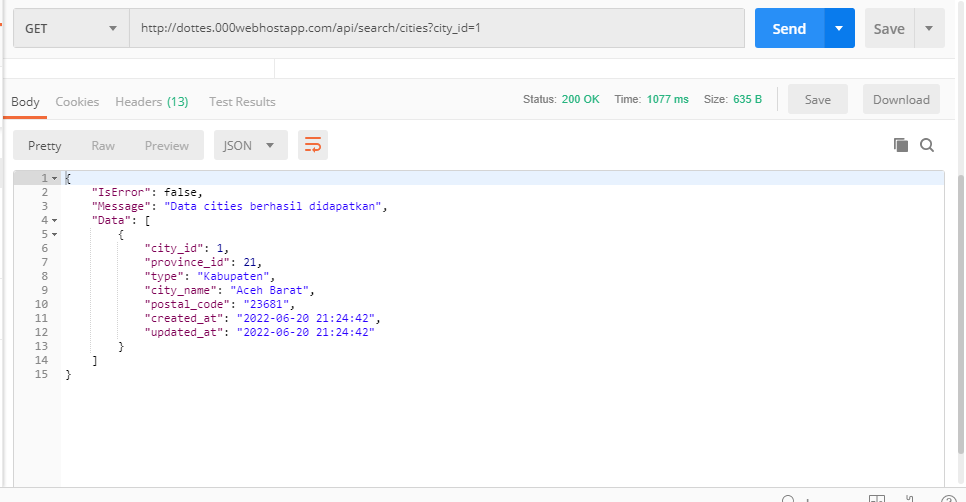 GET http://dottes.000webhostapp.com/api/search/cities?city_id=1 Send Save
Body Cookies Headers (13) Test Results Status: 200 OK Time: 1077 ms Size: 635 B Save Download
Pretty Raw Preview JSON
1 {
2 "IsError": false,
3 "Message": "Data cities berhasil didapatkan",
4 "Data": [
5 {
6 "city_id": 1,
7 "province_id": 21,
8 "type": "Kabupaten",
9 "city_name": "Aceh Barat",
10 "postal_code": "23681",
11 "created_at": "2022-06-20 21:24:42",
12 "updated_at": "2022-06-20 21:24:42"
13 }
14 ]
15 }